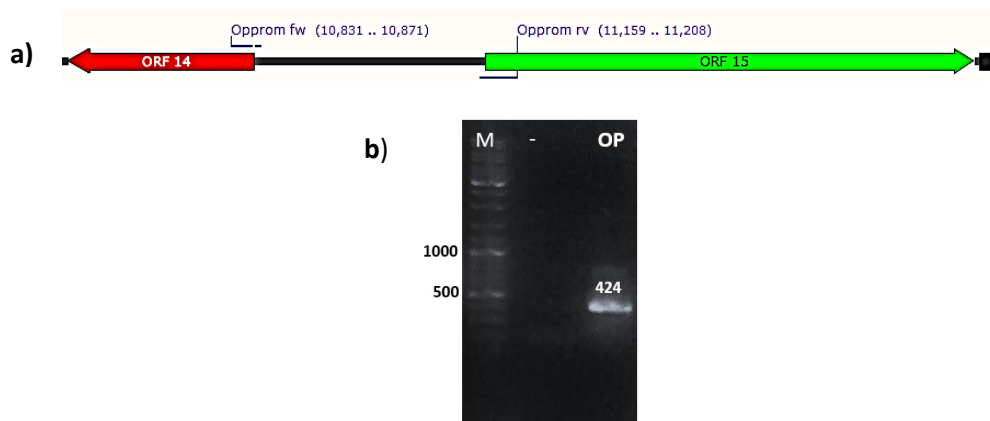 a)
Opprom fw (10,831 .. 10,871)
Opprom rv (11,159 .. 11,208)
ORF 14
ORF 15
b)
M - OP
1000
424
500